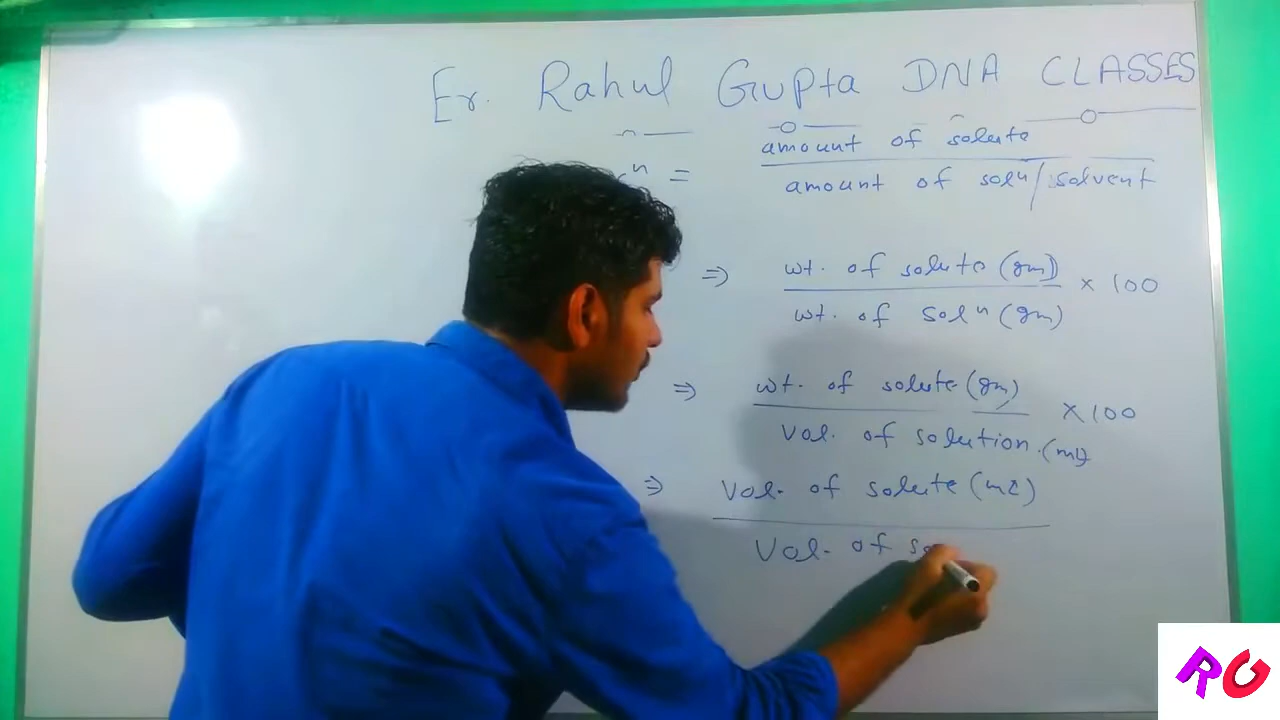 Er. Rahul Gupta DNA CLASSES
amount of solute
n =
amount of solⁿ/solvent
⇒ wt. of solute (gm)
× 100
wt. of solⁿ (gm)
⇒ wt. of solute (gm)
× 100
Vol. of solution. (ml)
⇒ Vol. of solute (ml)
Vol. of so
RG